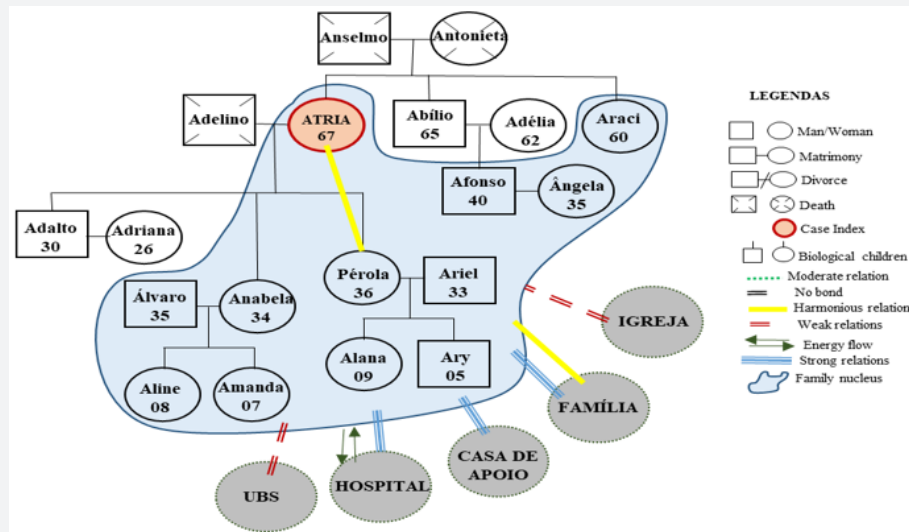 Anselmo
Antonieta
Adelino
ATRIA
67
Abílio
65
Adélia
62
Araci
60
Afonso
40
Ângela
35
Adalto
30
Adriana
26
Álvaro
35
Anabela
34
Pérola
36
Ariel
33
Aline
08
Amanda
07
Alana
09
Ary
05
IGREJA
FAMÍLIA
CASA DE
APOIO
HOSPITAL
UBS
LEGENDAS
Man/Woman
Matrimony
Divorce
Death
Case Index
Biological children
Moderate relation
No bond
Harmonious relation
Weak relations
Energy flow
Strong relations
Family nucleus